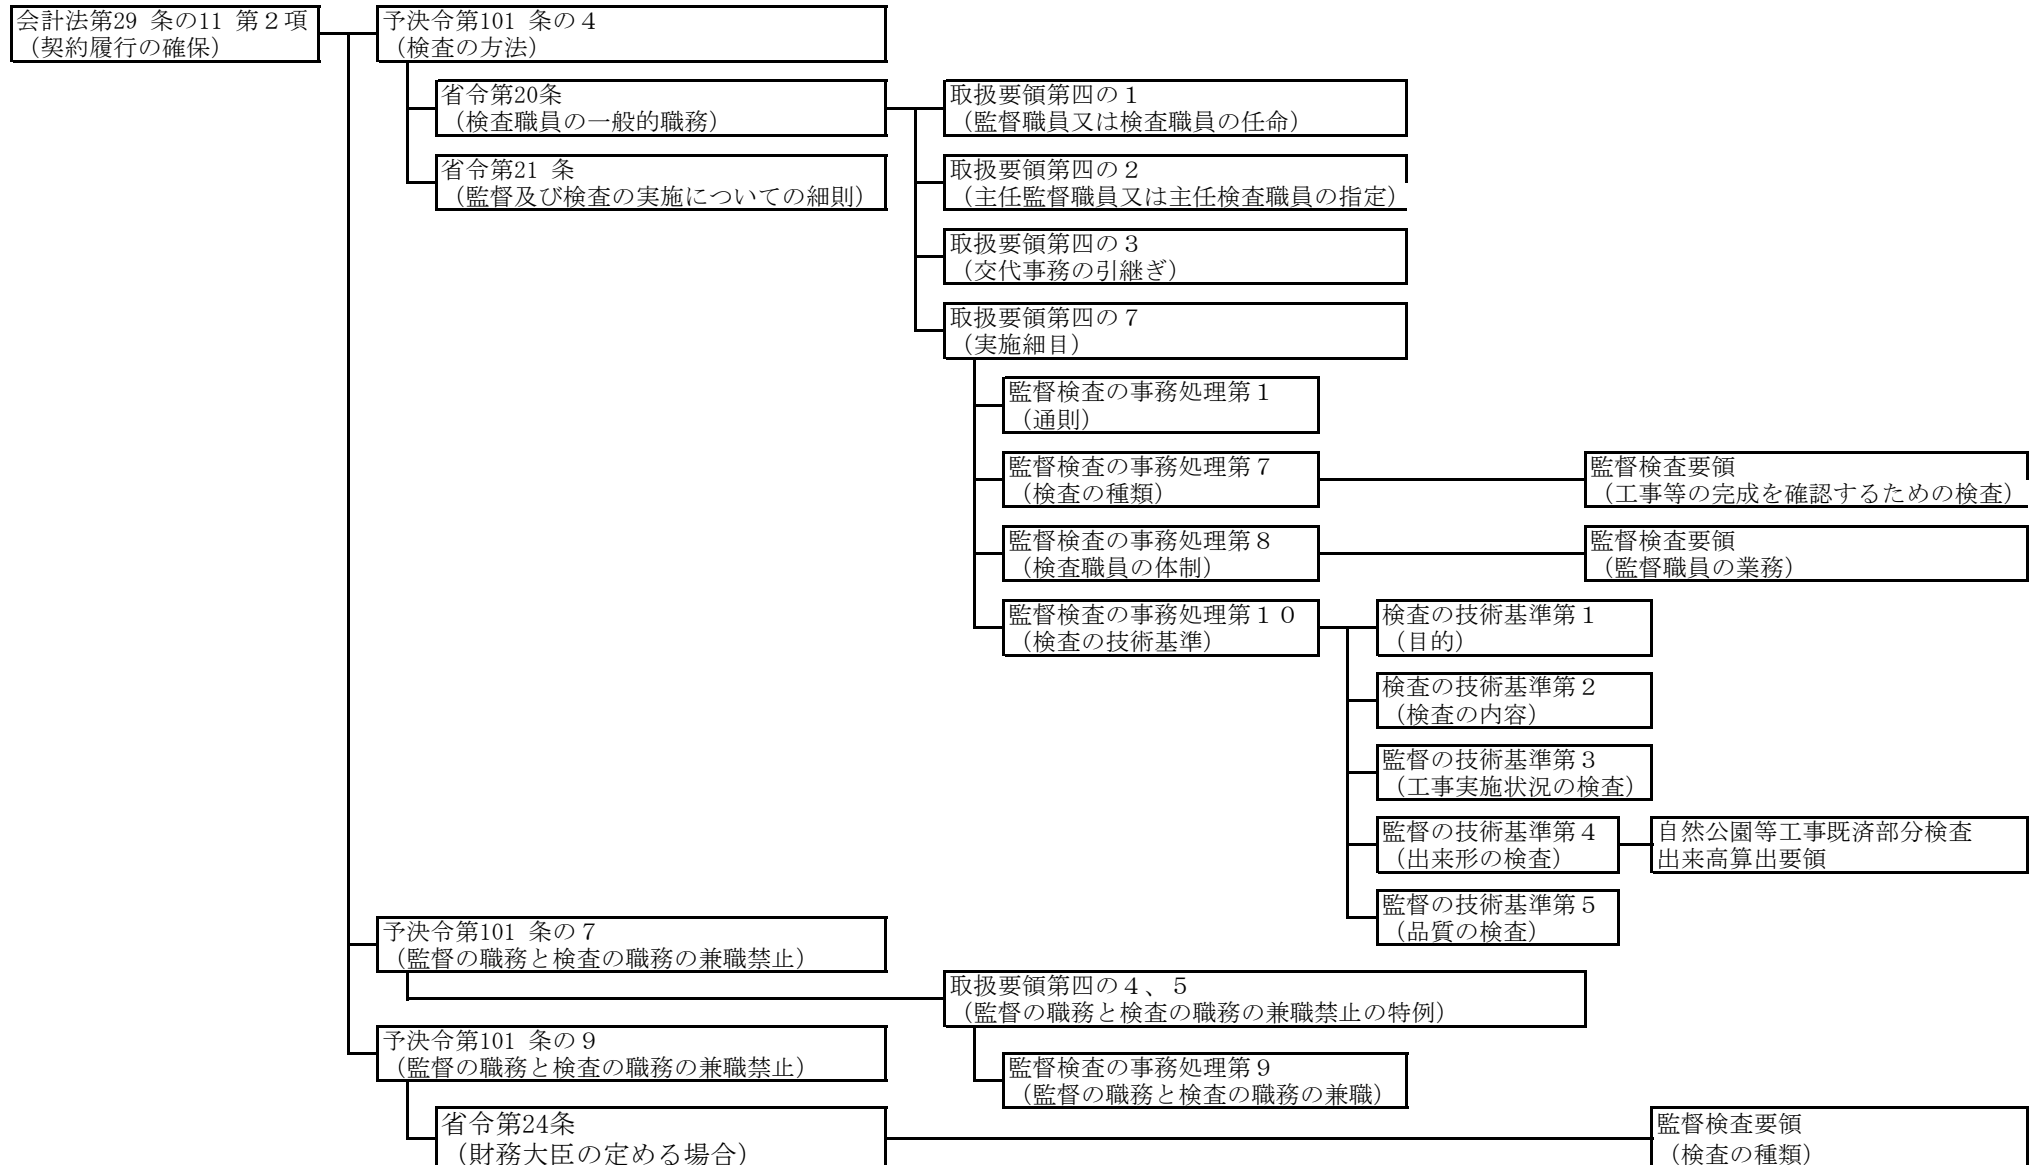 会計法第29 条の11 第２項
（契約履行の確保）
予決令第101 条の４
（検査の方法）
省令第20条
（検査職員の一般的職務）
取扱要領第四の１
（監督職員又は検査職員の任命）
省令第21 条
（監督及び検査の実施についての細則）
取扱要領第四の２
（主任監督職員又は主任検査職員の指定）
取扱要領第四の３
（交代事務の引継ぎ）
取扱要領第四の７
（実施細目）
監督検査の事務処理第１
（通則）
監督検査の事務処理第７
（検査の種類）
監督検査要領
（工事等の完成を確認するための検査）
監督検査の事務処理第８
（検査職員の体制）
監督検査要領
（監督職員の業務）
監督検査の事務処理第１０
（検査の技術基準）
検査の技術基準第１
（目的）
検査の技術基準第２
（検査の内容）
監督の技術基準第３
（工事実施状況の検査）
監督の技術基準第４
（出来形の検査）
自然公園等工事既済部分検査
出来高算出要領
監督の技術基準第５
（品質の検査）
予決令第101 条の７
（監督の職務と検査の職務の兼職禁止）
取扱要領第四の４、５
（監督の職務と検査の職務の兼職禁止の特例）
予決令第101 条の９
（監督の職務と検査の職務の兼職禁止）
監督検査の事務処理第９
（監督の職務と検査の職務の兼職）
省令第24条
（財務大臣の定める場合）
監督検査要領
（検査の種類）